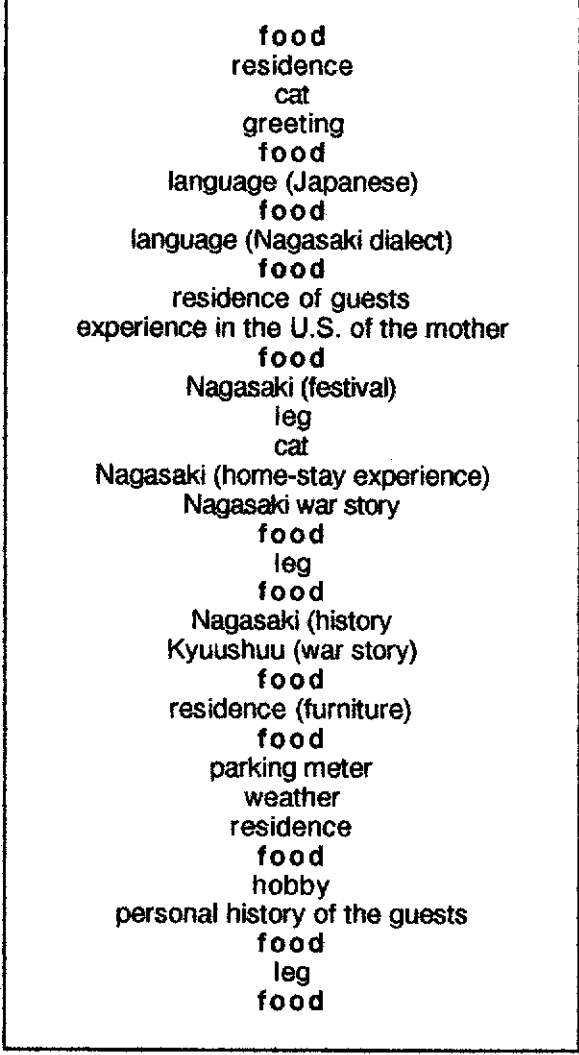 food
residence
cat
greeting
food
language (Japanese)
food
language (Nagasaki dialect)
food
residence of guests
experience in the U.S. of the mother
food
Nagasaki (festival)
leg
cat
Nagasaki (home-stay experience)
Nagasaki war story
food
leg
food
Nagasaki (history
Kyuushuu (war story)
food
residence (furniture)
food
parking meter
weather
residence
food
hobby
personal history of the guests
food
leg
food